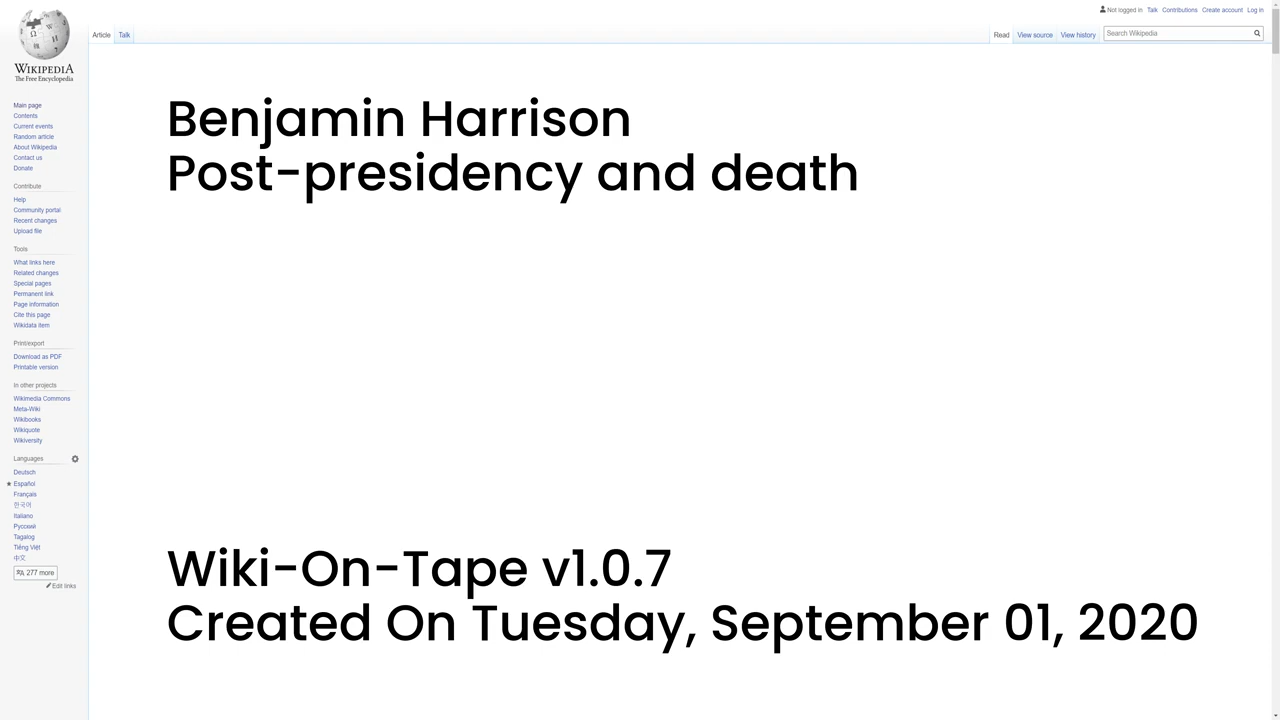 Not logged in Talk Contributions Create account Log in
Article Talk Read View source View history Search Wikipedia
WIKIPEDIA
The Free Encyclopedia
Main page
Contents
Current events
Random article
About Wikipedia
Contact us
Donate
Contribute
Help
Community portal
Recent changes
Upload file
Tools
What links here
Related changes
Special pages
Permanent link
Page information
Cite this page
Wikidata item
Print/export
Download as PDF
Printable version
In other projects
Wikimedia Commons
Meta-Wiki
Wikibooks
Wikiquote
Wikiversity
Languages
Deutsch
Español
Français
한국어
Italiano
Русский
Tagalog
Tiếng Việt
中文
277 more
Edit links
Benjamin Harrison
Post-presidency and death
Wiki-On-Tape v1.0.7
Created On Tuesday, September 01, 2020